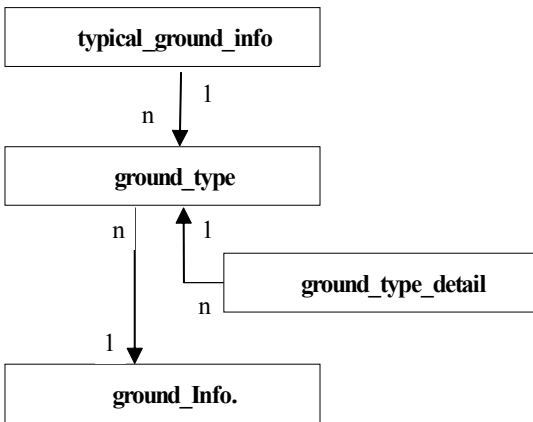 typical_ground_info
1
n
ground_type
n
1
ground_type_detail
n
1
ground_Info.